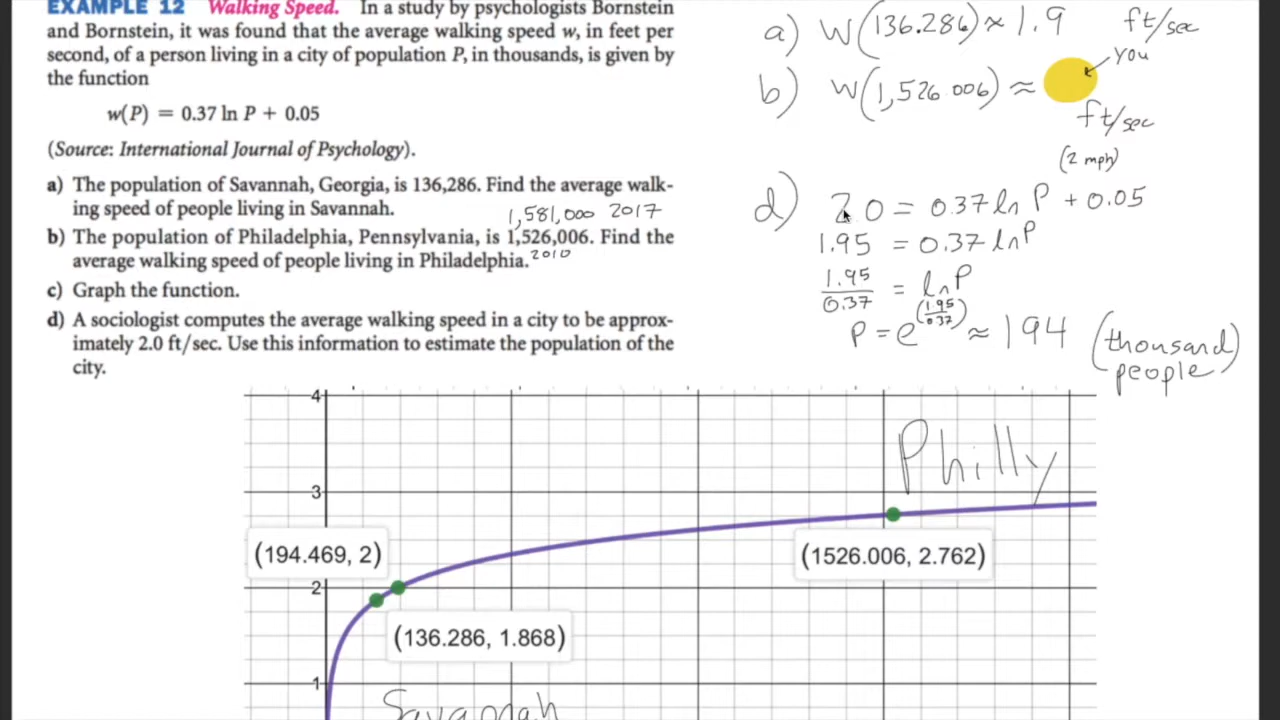 EXAMPLE 12 Walking Speed. In a study by psychologists Bornstein
and Bornstein, it was found that the average walking speed w, in feet per
second, of a person living in a city of population P, in thousands, is given by
the function
w(P) = 0.37 ln P + 0.05
(Source: International Journal of Psychology).
a) The population of Savannah, Georgia, is 136,286. Find the average walk-
ing speed of people living in Savannah.
1,581,000 2017
b) The population of Philadelphia, Pennsylvania, is 1,526,006. Find the
average walking speed of people living in Philadelphia. 2010
c) Graph the function.
d) A sociologist computes the average walking speed in a city to be approx-
imately 2.0 ft/sec. Use this information to estimate the population of the
city.
a) W(136.286) ≈ 1.9 ft/sec
you
b) W(1,526.006) ≈
ft/sec
(2 mph)
d) 2.0 = 0.37 ln P + 0.05
1.95 = 0.37 ln P
1.95/0.37 = ln P
P = e^(1.95/0.37) ≈ 194 (thousand
people)
4
Philly
3
(194.469, 2)
(1526.006, 2.762)
2
(136.286, 1.868)
1
Savannah